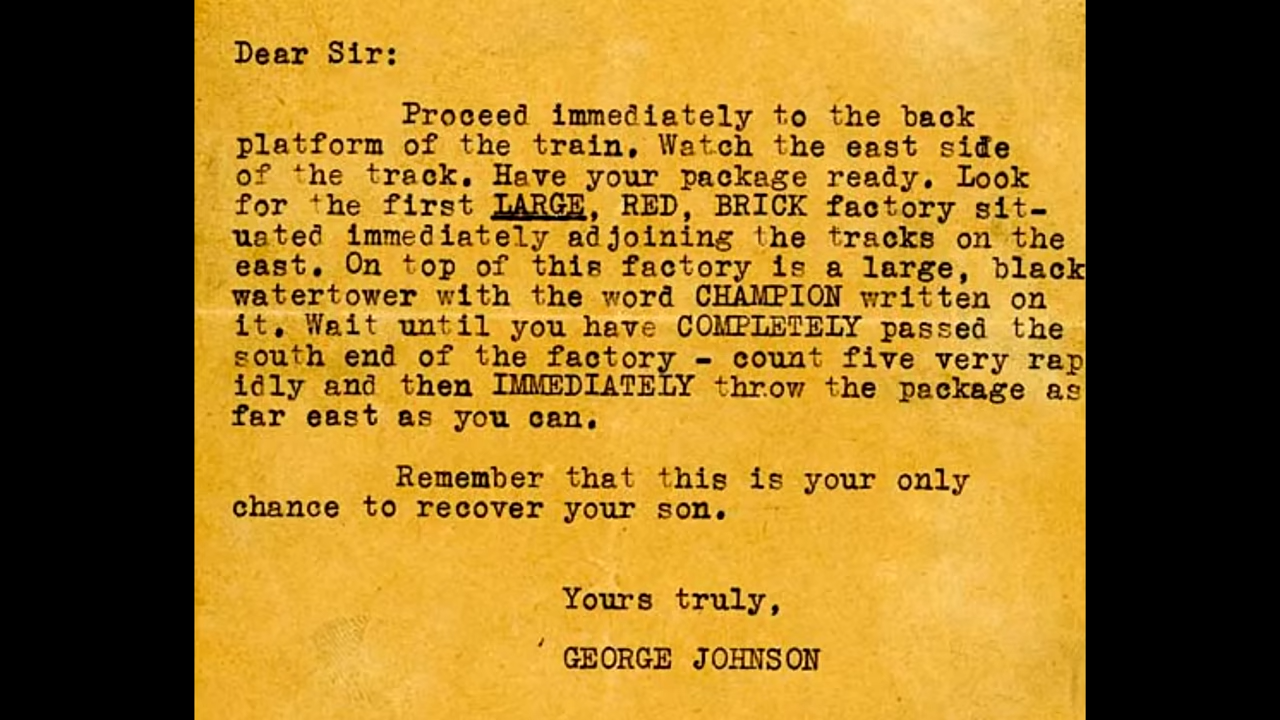 Dear Sir:
Proceed immediately to the back
platform of the train. Watch the east side
of the track. Have your package ready. Look
for the first LARGE, RED, BRICK factory sit-
uated immediately adjoining the tracks on the
east. On top of this factory is a large, black
watertower with the word CHAMPION written on
it. Wait until you have COMPLETELY passed the
south end of the factory - count five very rap
idly and then IMMEDIATELY throw the package as
far east as you can.
Remember that this is your only
chance to recover your son.
Yours truly,
GEORGE JOHNSON